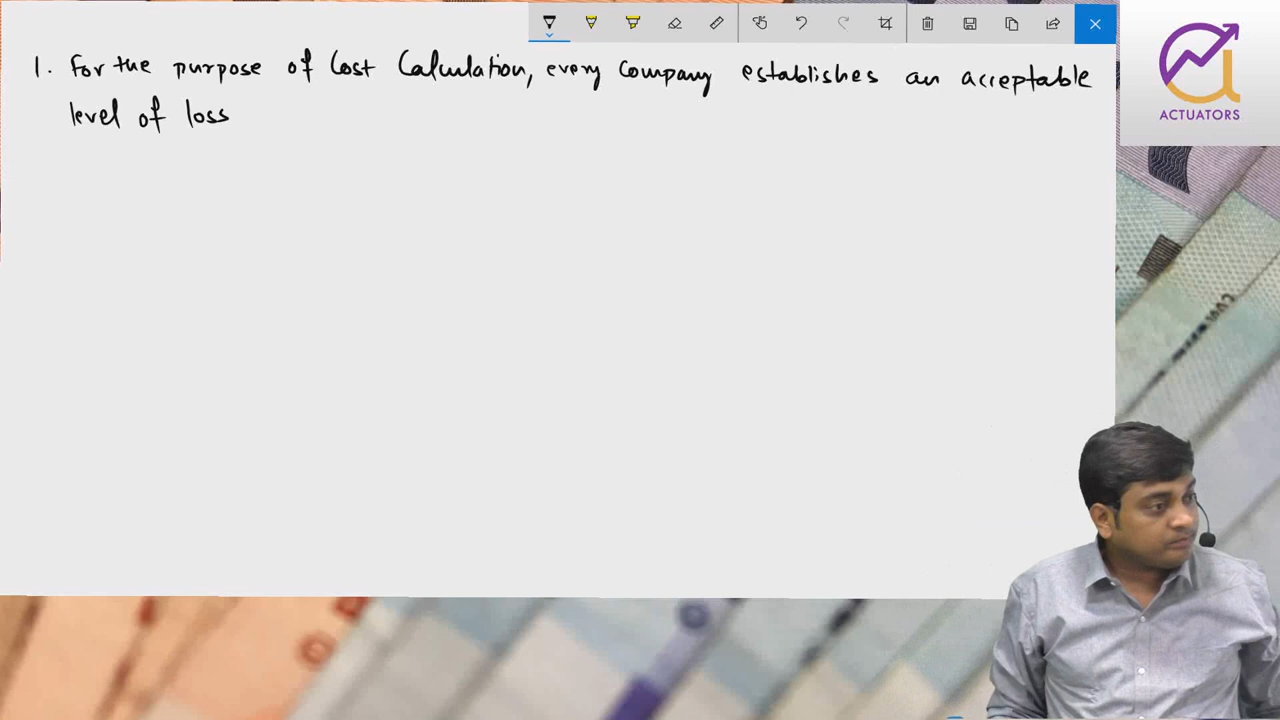 1. For the purpose of Cost Calculation, every Company establishes an acceptable
level of loss
ACTUATORS